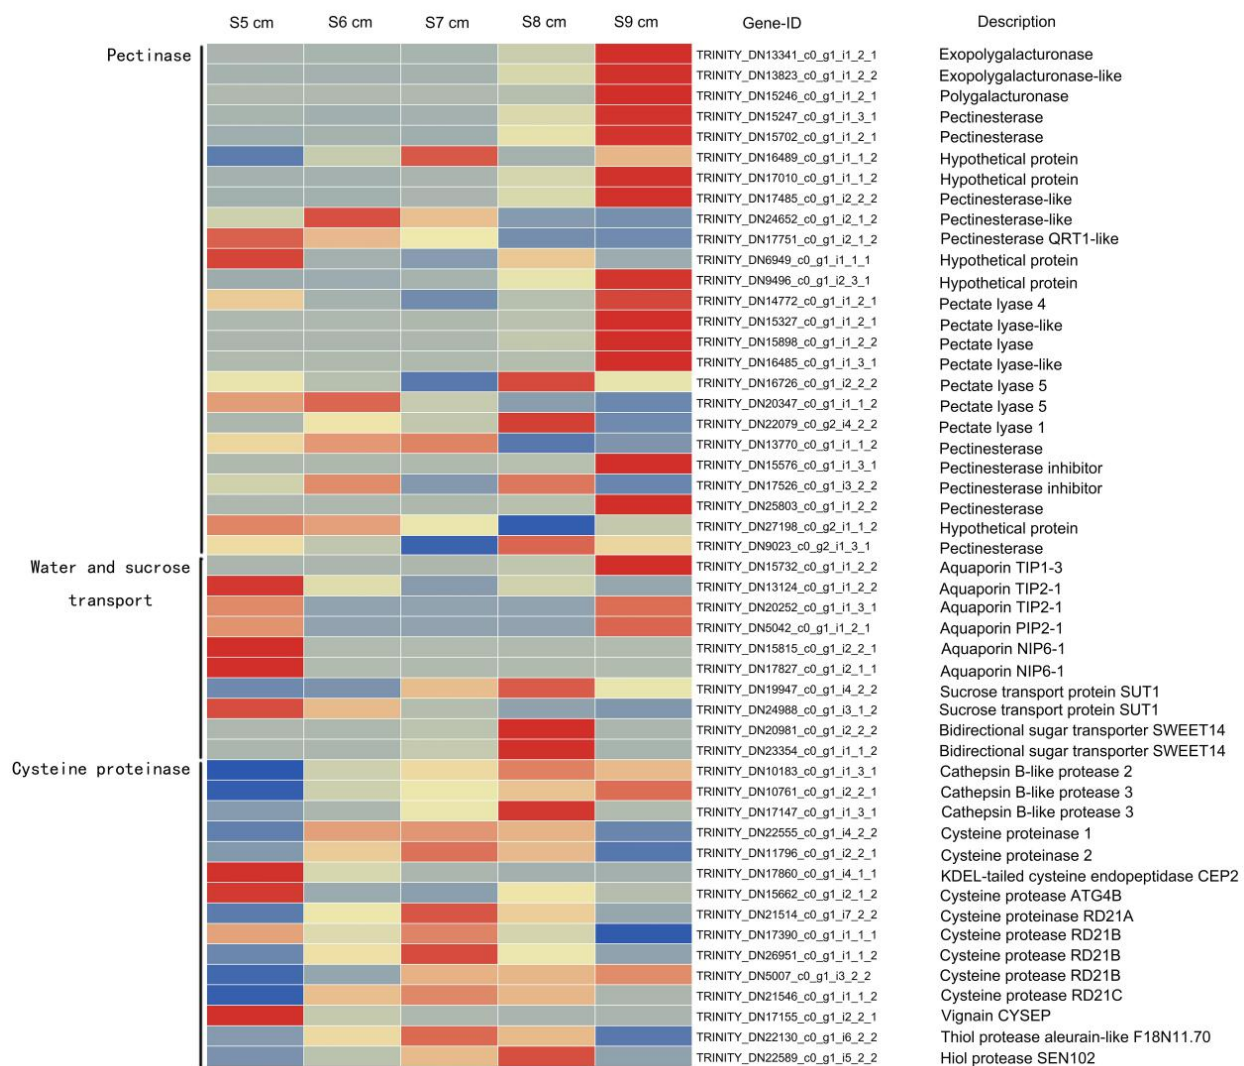 S5 cm S6 cm S7 cm S8 cm S9 cm Gene-ID Description
Pectinase TRINITY_DN13341_c0_g1_i1_2_1 Exopolygalacturonase
TRINITY_DN13823_c0_g1_i1_2_2 Exopolygalacturonase-like
TRINITY_DN15246_c0_g1_i1_2_1 Polygalacturonase
TRINITY_DN15247_c0_g1_i1_3_1 Pectinesterase
TRINITY_DN15702_c0_g1_i1_2_1 Pectinesterase
TRINITY_DN16489_c0_g1_i1_1_2 Hypothetical protein
TRINITY_DN17010_c0_g1_i1_1_2 Hypothetical protein
TRINITY_DN17485_c0_g1_i2_2_2 Pectinesterase-like
TRINITY_DN24652_c0_g1_i2_1_2 Pectinesterase-like
TRINITY_DN17751_c0_g1_i2_1_2 Pectinesterase QRT1-like
TRINITY_DN6949_c0_g1_i1_1_1 Hypothetical protein
TRINITY_DN9496_c0_g1_i2_3_1 Hypothetical protein
TRINITY_DN14772_c0_g1_i1_2_1 Pectate lyase 4
TRINITY_DN15327_c0_g1_i1_2_1 Pectate lyase-like
TRINITY_DN15898_c0_g1_i1_2_2 Pectate lyase
TRINITY_DN16485_c0_g1_i1_3_1 Pectate lyase-like
TRINITY_DN16726_c0_g1_i2_2_2 Pectate lyase 5
TRINITY_DN20347_c0_g1_i1_1_2 Pectate lyase 5
TRINITY_DN22079_c0_g2_i4_2_2 Pectate lyase 1
TRINITY_DN13770_c0_g1_i1_1_2 Pectinesterase
TRINITY_DN15576_c0_g1_i1_3_1 Pectinesterase inhibitor
TRINITY_DN17526_c0_g1_i3_2_2 Pectinesterase inhibitor
TRINITY_DN25803_c0_g1_i1_2_2 Pectinesterase
TRINITY_DN27198_c0_g2_i1_1_2 Hypothetical protein
TRINITY_DN9023_c0_g2_i1_3_1 Pectinesterase
Water and sucrose TRINITY_DN15732_c0_g1_i1_2_2 Aquaporin TIP1-3
transport TRINITY_DN13124_c0_g1_i1_2_2 Aquaporin TIP2-1
TRINITY_DN20252_c0_g1_i1_3_1 Aquaporin TIP2-1
TRINITY_DN5042_c0_g1_i1_2_1 Aquaporin PIP2-1
TRINITY_DN15815_c0_g1_i2_2_1 Aquaporin NIP6-1
TRINITY_DN17827_c0_g1_i2_1_1 Aquaporin NIP6-1
TRINITY_DN19947_c0_g1_i4_2_2 Sucrose transport protein SUT1
TRINITY_DN24988_c0_g1_i3_1_2 Sucrose transport protein SUT1
TRINITY_DN20981_c0_g1_i2_2_2 Bidirectional sugar transporter SWEET14
TRINITY_DN23354_c0_g1_i1_1_2 Bidirectional sugar transporter SWEET14
Cysteine proteinase TRINITY_DN10183_c0_g1_i1_3_1 Cathepsin B-like protease 2
TRINITY_DN10761_c0_g1_i2_2_1 Cathepsin B-like protease 3
TRINITY_DN17147_c0_g1_i1_3_1 Cathepsin B-like protease 3
TRINITY_DN22555_c0_g1_i4_2_2 Cysteine proteinase 1
TRINITY_DN11796_c0_g1_i2_2_1 Cysteine proteinase 2
TRINITY_DN17860_c0_g1_i4_1_1 KDEL-tailed cysteine endopeptidase CEP2
TRINITY_DN15662_c0_g1_i2_1_2 Cysteine protease ATG4B
TRINITY_DN21514_c0_g1_i7_2_2 Cysteine proteinase RD21A
TRINITY_DN17390_c0_g1_i1_1_1 Cysteine protease RD21B
TRINITY_DN26951_c0_g1_i1_1_2 Cysteine protease RD21B
TRINITY_DN5007_c0_g1_i3_2_2 Cysteine protease RD21B
TRINITY_DN21546_c0_g1_i1_1_2 Cysteine protease RD21C
TRINITY_DN17155_c0_g1_i2_2_1 Vignain CYSEP
TRINITY_DN22130_c0_g1_i6_2_2 Thiol protease aleurain-like F18N11.70
TRINITY_DN22589_c0_g1_i5_2_2 Hiol protease SEN102